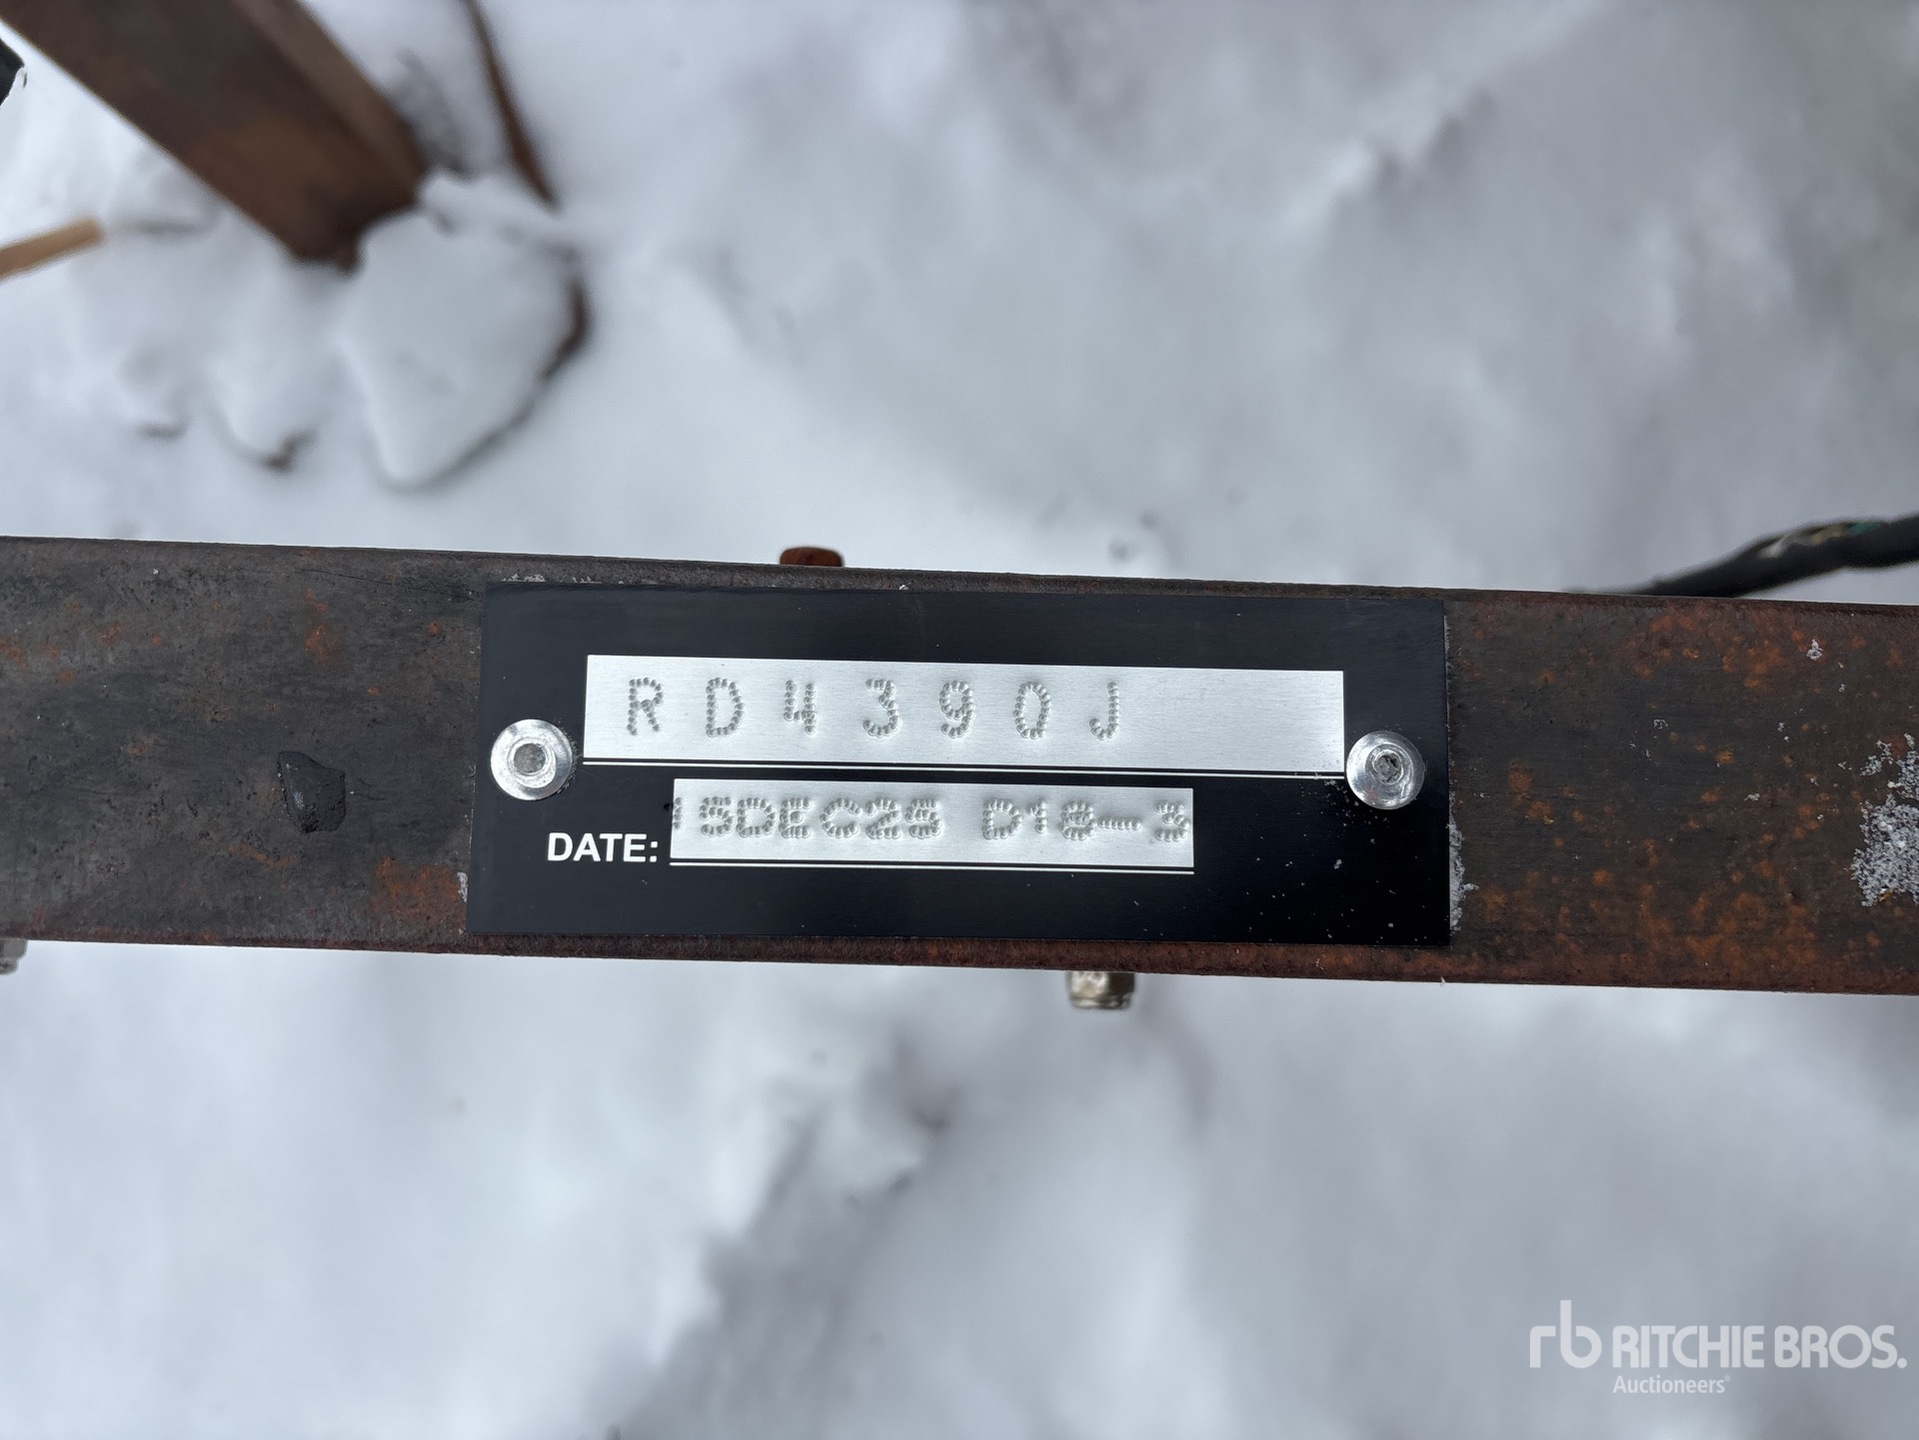 RD4390J
DATE: 15DEC25 D18-3
rb RITCHIE BROS.
Auctioneers